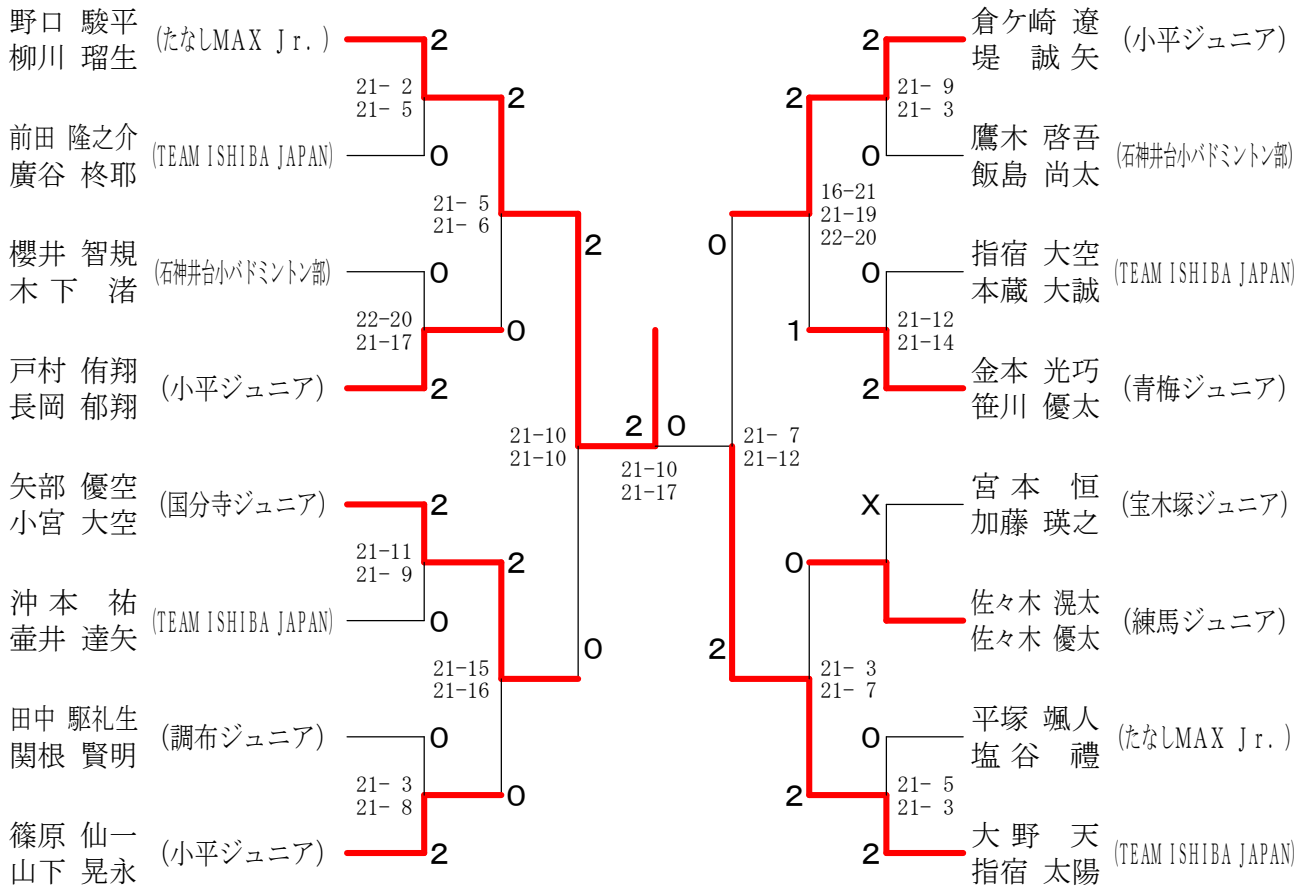 野口 駿平
柳川 瑠生
(たなしMAX Jr.)
2
21- 2
21- 5
2
前田 隆之介
廣谷 柊耶
(TEAM ISHIBA JAPAN)
0
21- 5
21- 6
2
櫻井 智規
木下 渚
(石神井台小バドミントン部)
0
22-20
21-17
0
戸村 侑翔
長岡 郁翔
(小平ジュニア)
2
21-10
21-10
矢部 優空
小宮 大空
(国分寺ジュニア)
2
21-11
21- 9
2
沖本 祐
壷井 達矢
(TEAM ISHIBA JAPAN)
0
21-15
21-16
0
田中 駆礼生
関根 賢明
(調布ジュニア)
0
21- 3
21- 8
0
篠原 仙一
山下 晃永
(小平ジュニア)
2
2 0
21-10
21-17
倉ケ崎 遼
堤 誠矢
(小平ジュニア)
2
21- 9
21- 3
2
鷹木 啓吾
飯島 尚太
(石神井台小バドミントン部)
0
16-21
21-19
22-20
0
指宿 大空
本蔵 大誠
(TEAM ISHIBA JAPAN)
0
21-12
21-14
1
金本 光巧
笹川 優太
(青梅ジュニア)
2
21- 7
21-12
宮本 恒
加藤 瑛之
(宝木塚ジュニア)
X
0
佐々木 滉太
佐々木 優太
(練馬ジュニア)
21- 3
21- 7
2
平塚 颯人
塩谷 禮
(たなしMAX Jr.)
0
21- 5
21- 3
2
大野 天
指宿 太陽
(TEAM ISHIBA JAPAN)
2